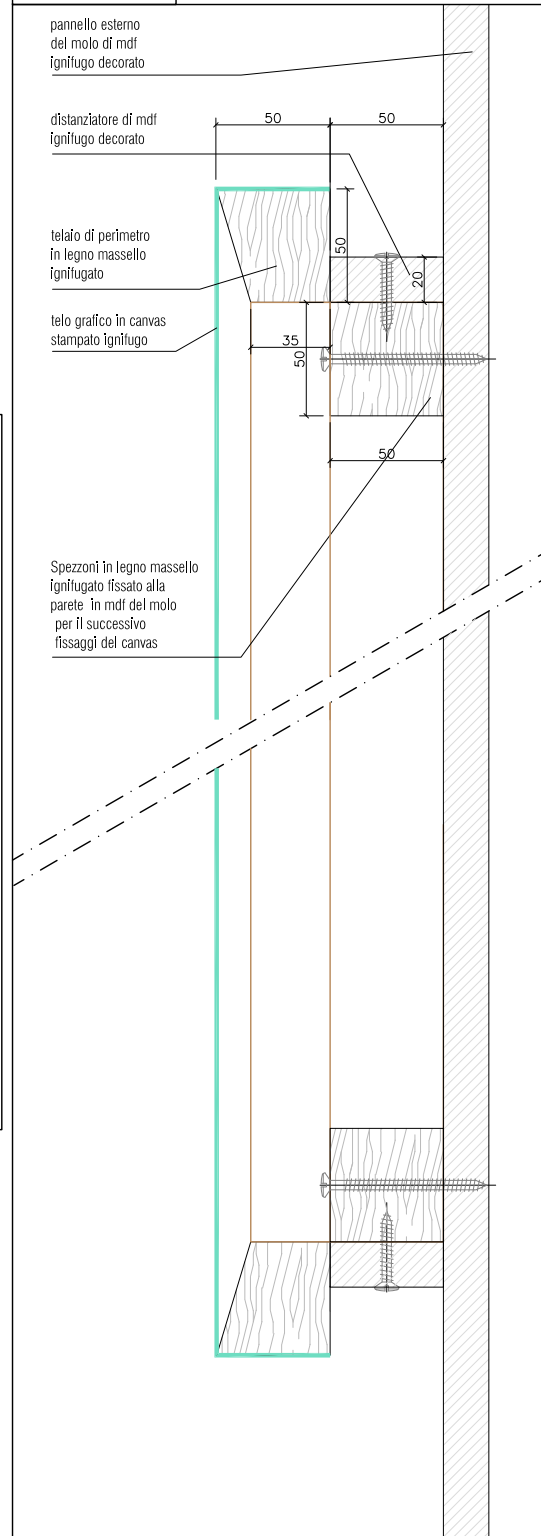 pannello esterno
del molo di mdf
ignifugo decorato
50
50
distanziatore di mdf
ignifugo decorato
telaio di perimetro
in legno massello
ignifugato
50
20
telo grafico in canvas
stampato ignifugo
35
50
50
Spezzoni in legno massello
ignifugato fissato alla
parete in mdf del molo
per il successivo
fissaggi del canvas